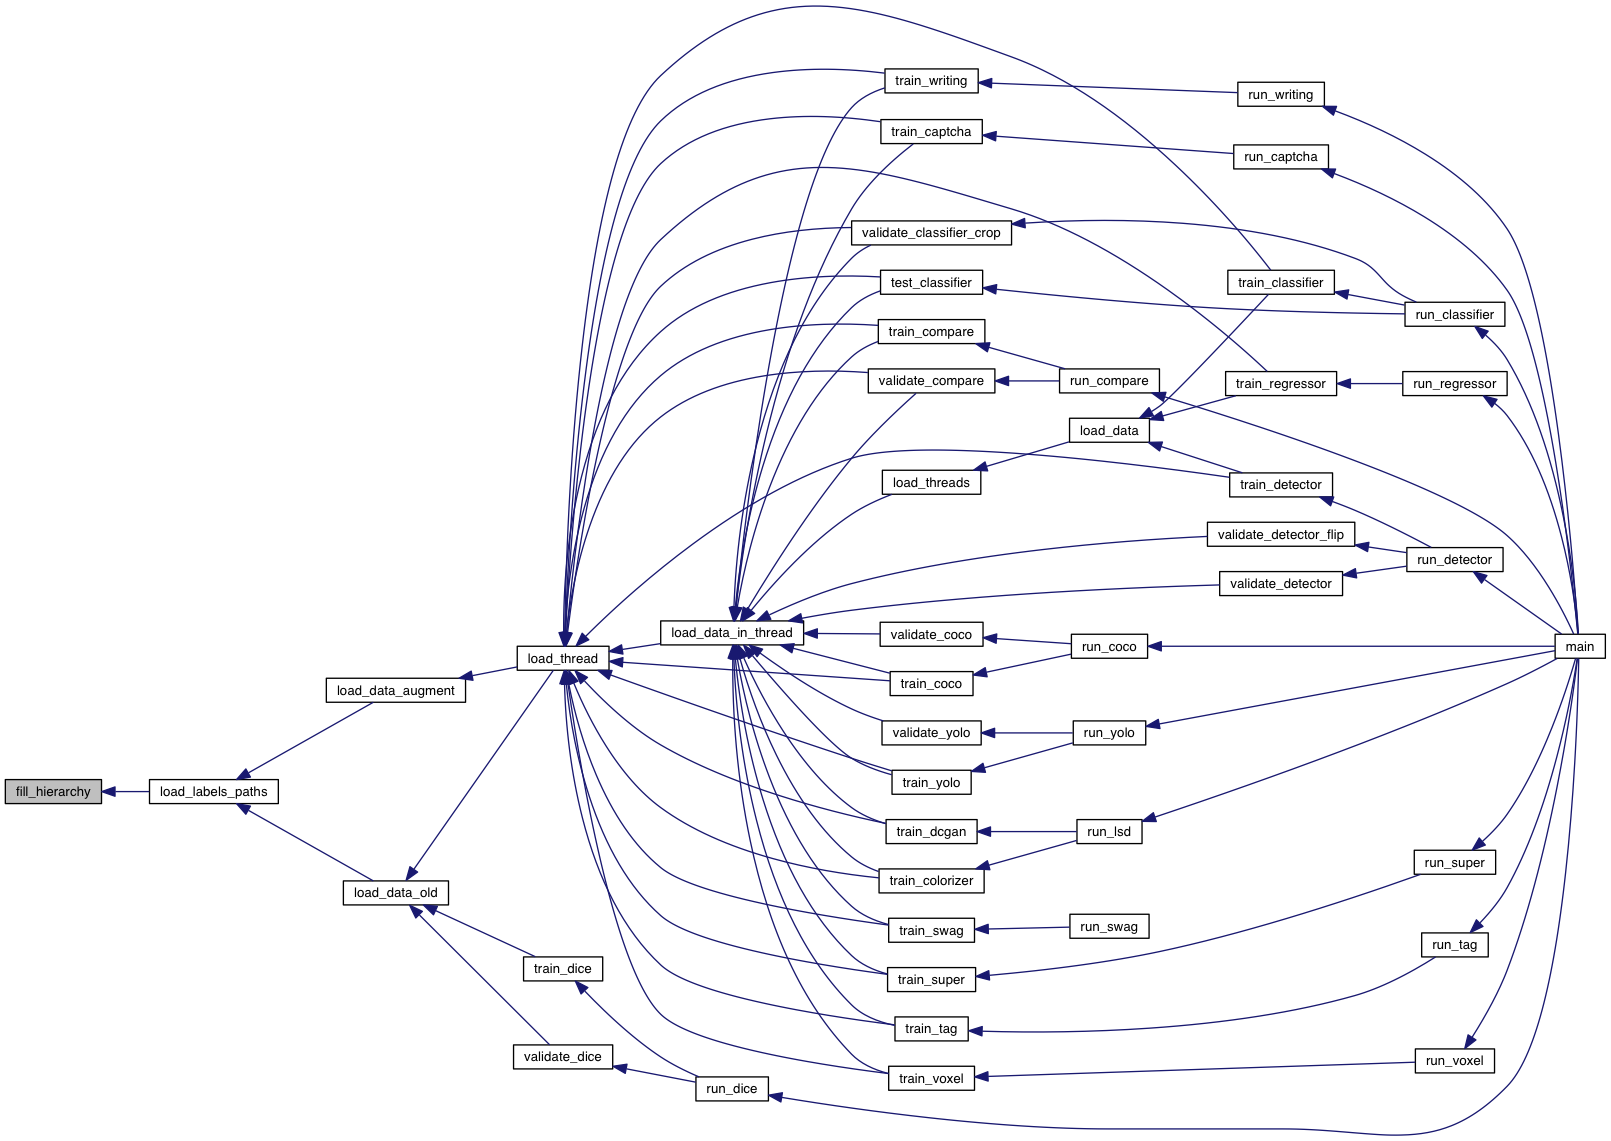 train_writing
run_writing
train_captcha
run_captcha
validate_classifier_crop
test_classifier
train_classifier
run_classifier
train_compare
validate_compare
run_compare
train_regressor
run_regressor
load_data
load_threads
train_detector
validate_detector_flip
run_detector
validate_detector
load_data_in_thread
validate_coco
run_coco
main
load_thread
train_coco
load_data_augment
validate_yolo
run_yolo
train_yolo
fill_hierarchy
load_labels_paths
train_dcgan
run_lsd
run_super
train_colorizer
load_data_old
train_swag
run_swag
run_tag
train_dice
train_super
train_tag
validate_dice
run_voxel
train_voxel
run_dice